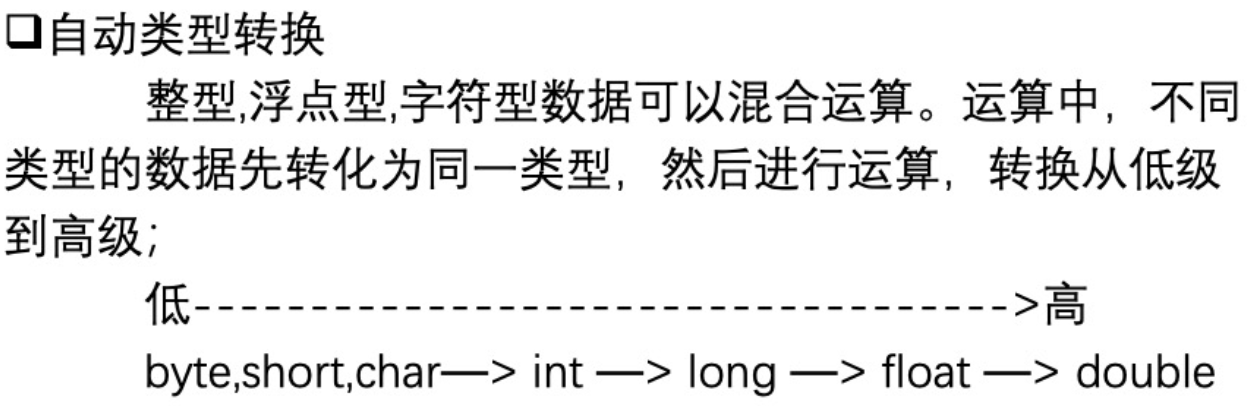 ❑自动类型转换
整型,浮点型,字符型数据可以混合运算。运算中，不同
类型的数据先转化为同一类型，然后进行运算，转换从低级
到高级；
低----------------------------------->高
byte,short,char—> int —> long —> float —> double